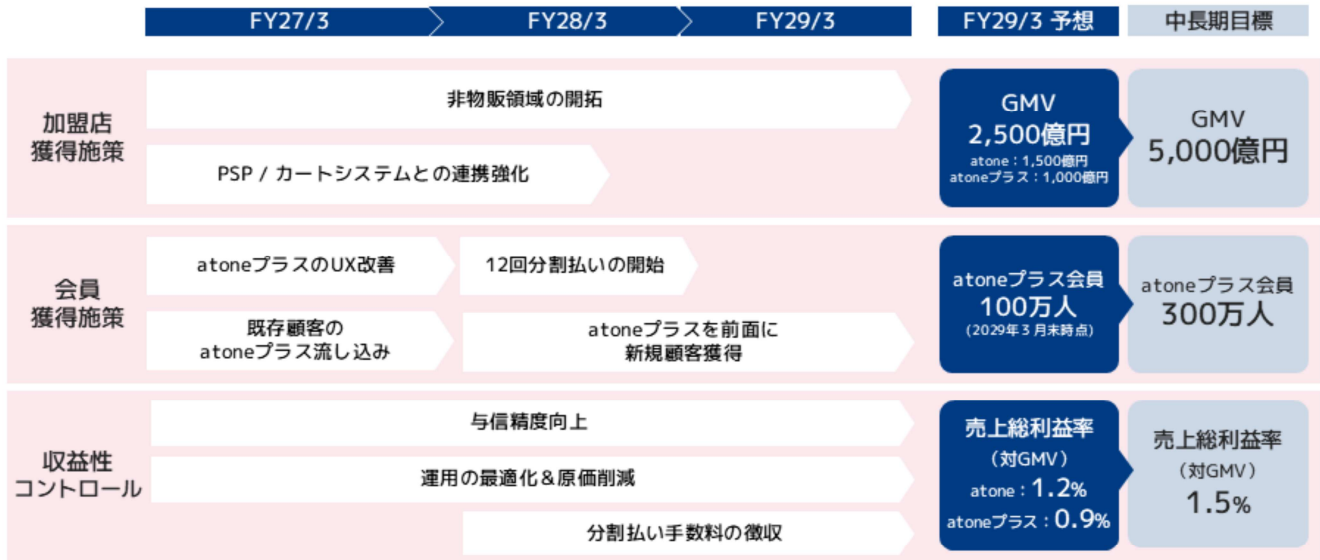 FY27/3
FY28/3
FY29/3
FY29/3 予想
中長期目標
加盟店
獲得施策
非物販領域の開拓
PSP / カートシステムとの連携強化
GMV
2,500億円
atone：1,500億円
atoneプラス：1,000億円
GMV
5,000億円
会員
獲得施策
atoneプラスのUX改善
12回分割払いの開始
既存顧客の
atoneプラス流し込み
atoneプラスを前面に
新規顧客獲得
atoneプラス会員
100万人
(2029年3月末時点)
atoneプラス会員
300万人
収益性
コントロール
与信精度向上
運用の最適化＆原価削減
分割払い手数料の徴収
売上総利益率
（対GMV）
atone：1.2%
atoneプラス：0.9%
売上総利益率
（対GMV）
1.5%